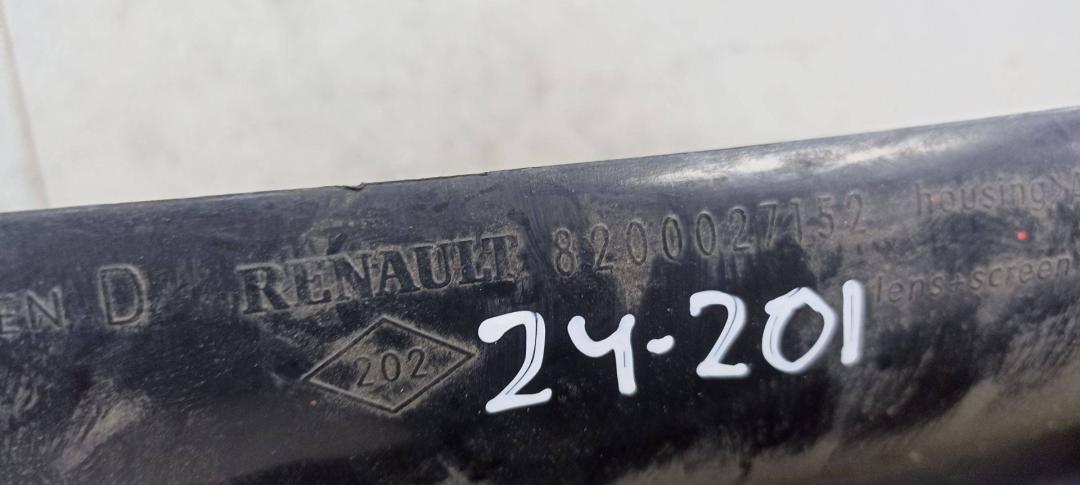 EN D RENAULT 8200027152 housing
lens+screen
202
24-201